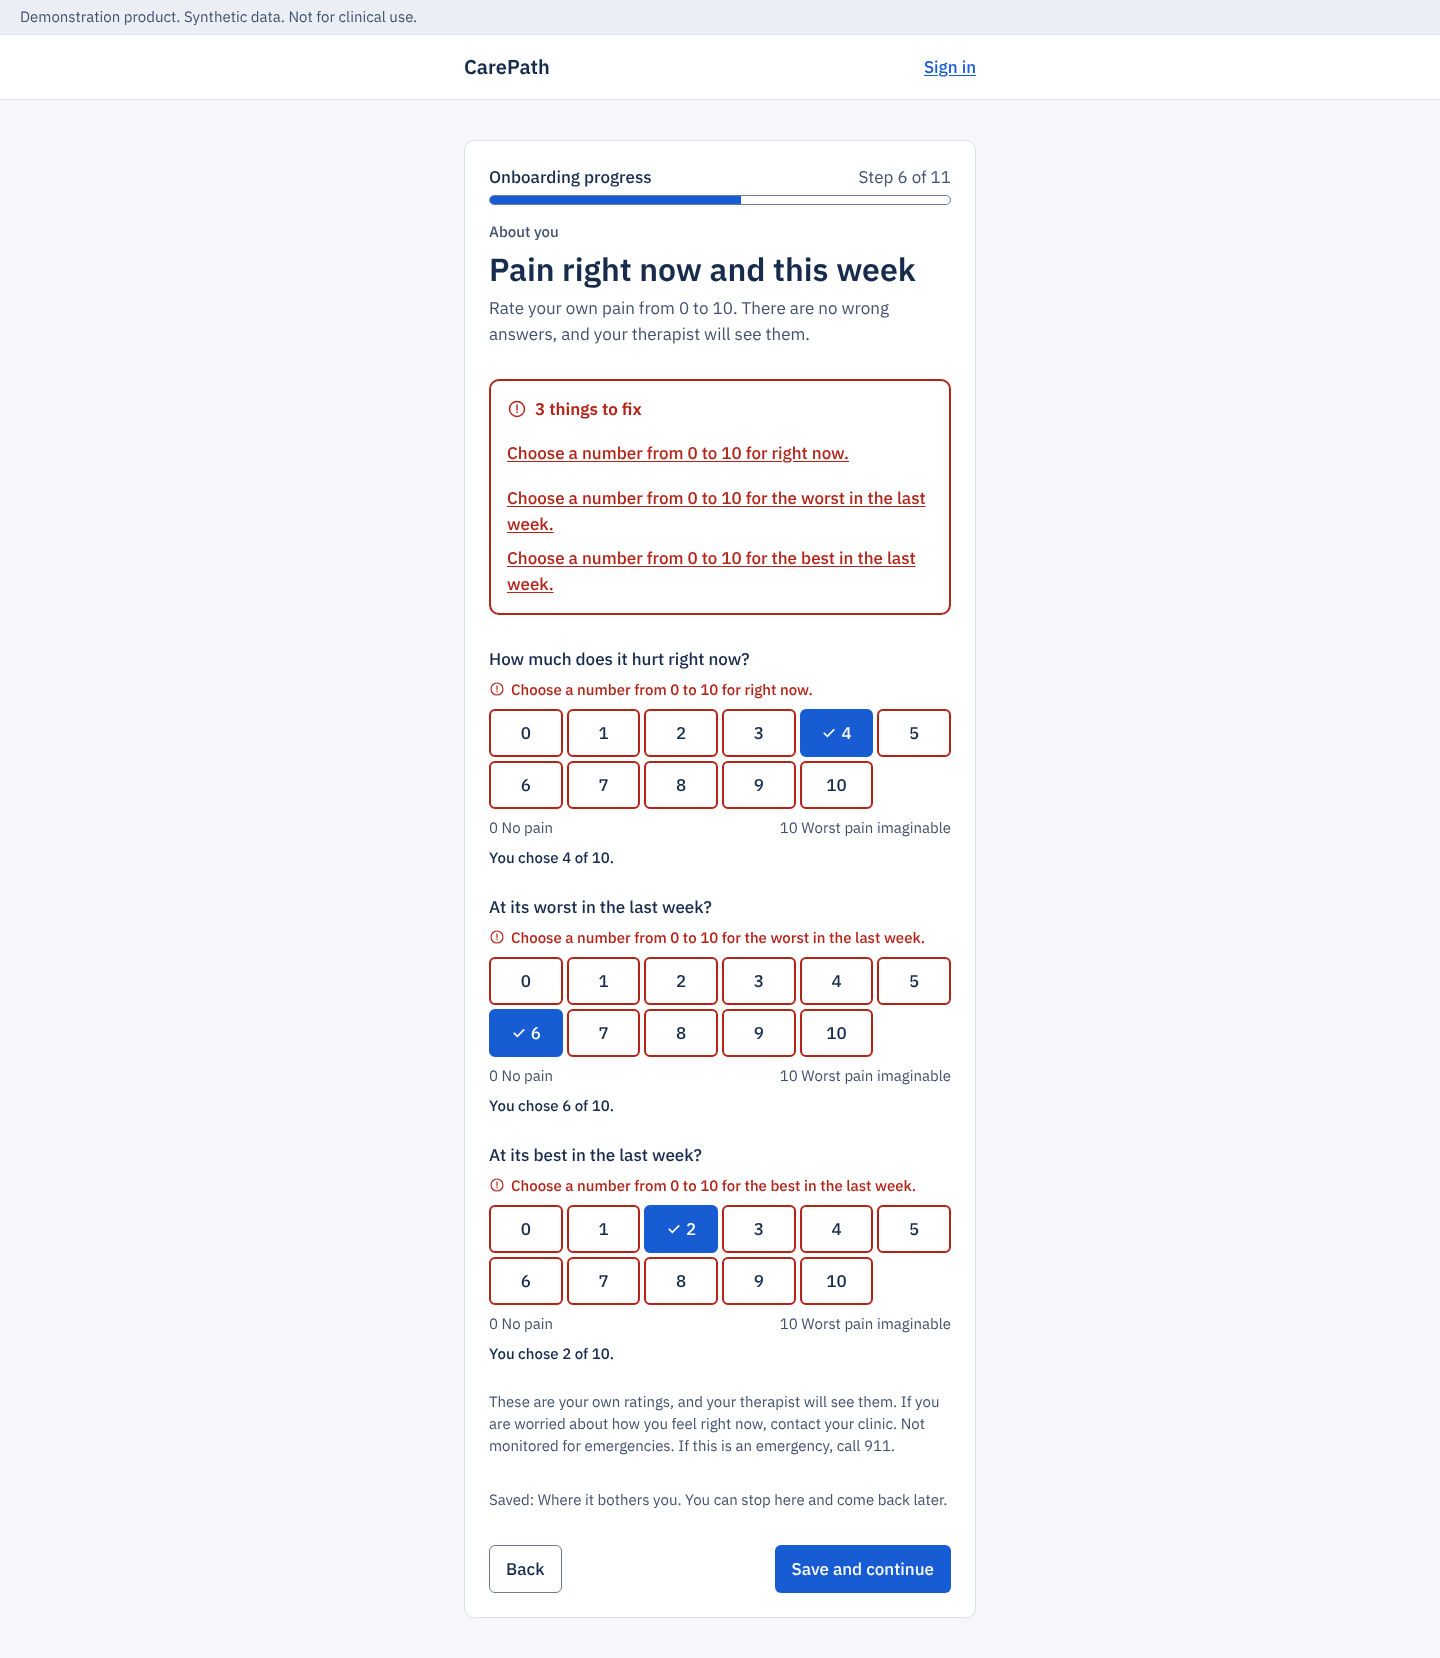 Demonstration product. Synthetic data. Not for clinical use.
CarePath
Sign in
Onboarding progress
Step 6 of 11
About you
Pain right now and this week
Rate your own pain from 0 to 10. There are no wrong
answers, and your therapist will see them.
3 things to fix
Choose a number from 0 to 10 for right now.
Choose a number from 0 to 10 for the worst in the last
week.
Choose a number from 0 to 10 for the best in the last
week.
How much does it hurt right now?
Choose a number from 0 to 10 for right now.
0 1 2 3 4 5
6 7 8 9 10
0 No pain
10 Worst pain imaginable
You chose 4 of 10.
At its worst in the last week?
Choose a number from 0 to 10 for the worst in the last week.
0 1 2 3 4 5
6 7 8 9 10
0 No pain
10 Worst pain imaginable
You chose 6 of 10.
At its best in the last week?
Choose a number from 0 to 10 for the best in the last week.
0 1 2 3 4 5
6 7 8 9 10
0 No pain
10 Worst pain imaginable
You chose 2 of 10.
These are your own ratings, and your therapist will see them. If you
are worried about how you feel right now, contact your clinic. Not
monitored for emergencies. If this is an emergency, call 911.
Saved: Where it bothers you. You can stop here and come back later.
Back
Save and continue